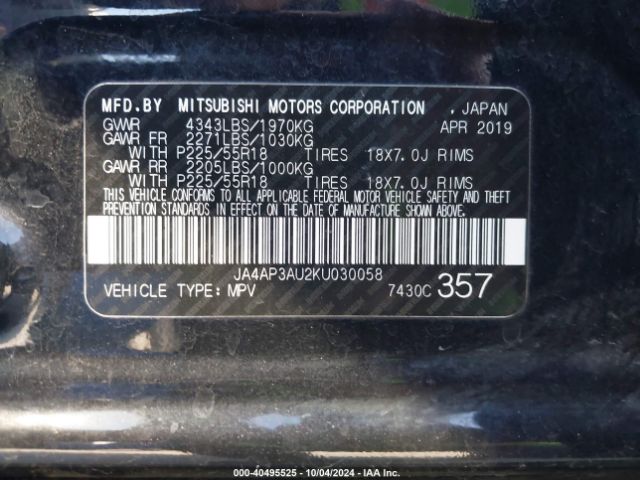 MFD.BY MITSUBISHI MOTORS CORPORATION , JAPAN
GVWR 4343LBS/1970KG APR 2019
GAWR FR 2271LBS/1030KG
WITH P225/55R18 TIRES 18X7.0J RIMS
GAWR RR 2205LBS/1000KG
WITH P225/55R18 TIRES 18X7.0J RIMS
THIS VEHICLE CONFORMS TO ALL APPLICABLE FEDERAL MOTOR VEHICLE SAFETY AND THEFT
PREVENTION STANDARDS IN EFFECT ON THE DATE OF MANUFACTURE SHOWN ABOVE.
JA4AP3AU2KU030058
VEHICLE TYPE:MPV 7430C 357
000-40495525 - 10/04/2024 - IAA Inc.